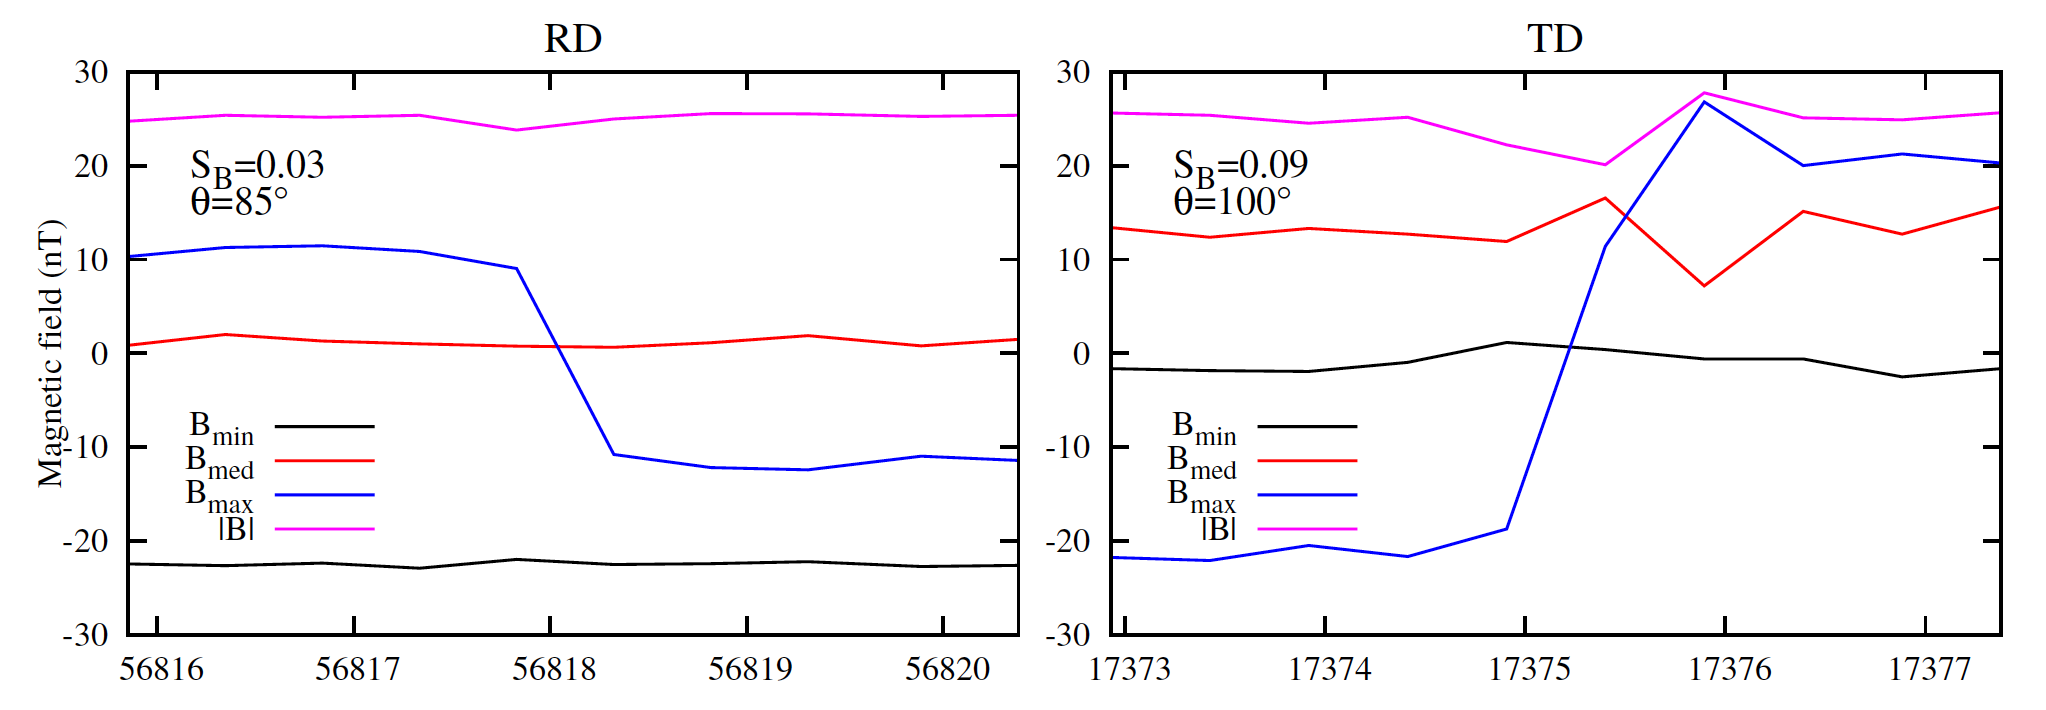 RD
30
20
10
0
-10
-20
-30
Magnetic field (nT)
S_B=0.03
θ=85°
B_min
B_med
B_max
|B|
56816 56817 56818 56819 56820
TD
30
20
10
0
-10
-20
-30
S_B=0.09
θ=100°
B_min
B_med
B_max
|B|
17373 17374 17375 17376 17377